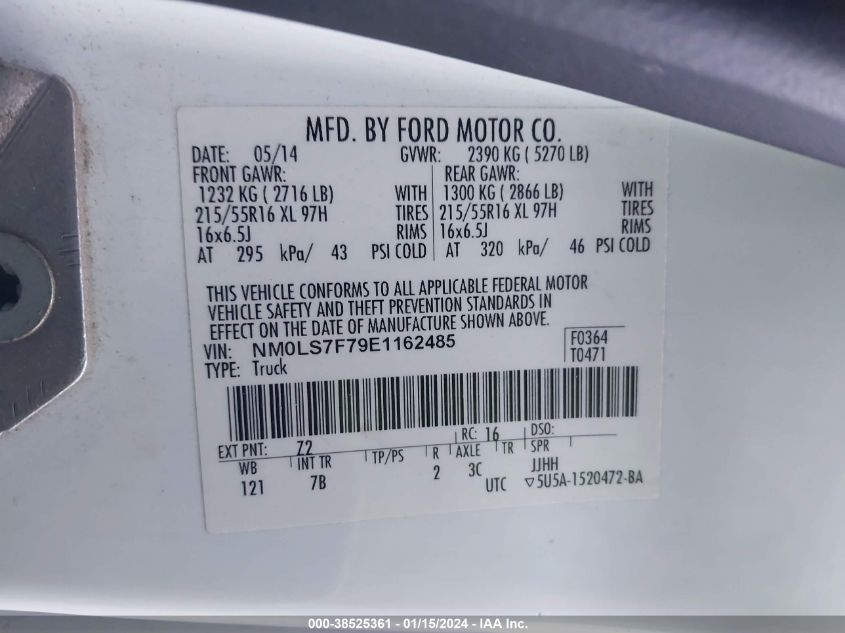 MFD. BY FORD MOTOR CO.
DATE: 05/14 GVWR: 2390 KG ( 5270 LB)
FRONT GAWR: REAR GAWR:
1232 KG ( 2716 LB) WITH 1300 KG ( 2866 LB) WITH
215/55R16 XL 97H TIRES 215/55R16 XL 97H TIRES
16x6.5J RIMS 16x6.5J RIMS
AT 295 kPa/ 43 PSI COLD AT 320 kPa/ 46 PSI COLD
THIS VEHICLE CONFORMS TO ALL APPLICABLE FEDERAL MOTOR
VEHICLE SAFETY AND THEFT PREVENTION STANDARDS IN
EFFECT ON THE DATE OF MANUFACTURE SHOWN ABOVE.
VIN: NM0LS7F79E1162485 F0364
TYPE: Truck T0471
EXT PNT: Z2 RC: 16 DSO:
WB INT TR TP/PS R AXLE TR SPR
121 7B 2 3C JJHH
UTC ▽5U5A-1520472-BA
000-38525361 - 01/15/2024 - IAA Inc.